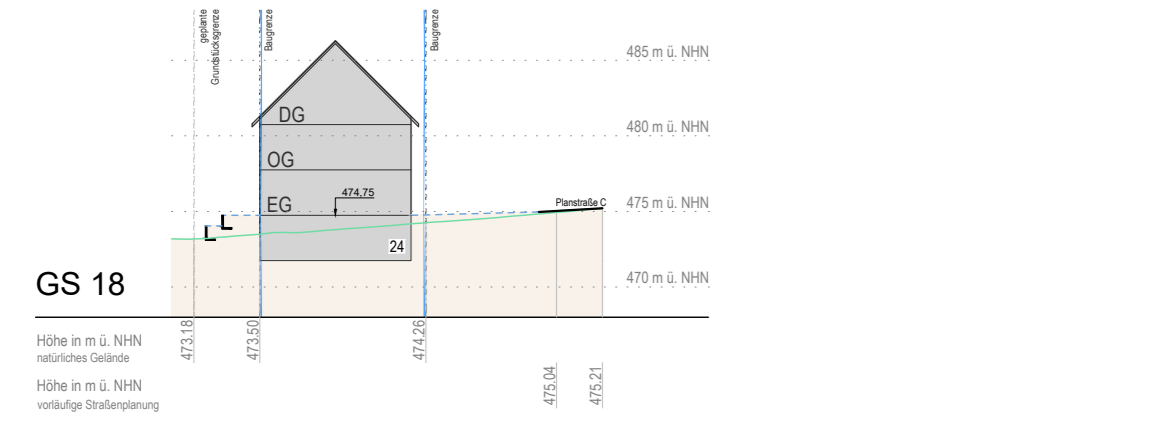 geplante
Grundstücksgrenze
Baugrenze
Baugrenze
485 m ü. NHN
DG
480 m ü. NHN
OG
474,75
EG
Planstraße C
475 m ü. NHN
24
GS 18
470 m ü. NHN
Höhe in m ü. NHN
natürliches Gelände
473.18
473.50
474.26
Höhe in m ü. NHN
vorläufige Straßenplanung
475.04
475.21